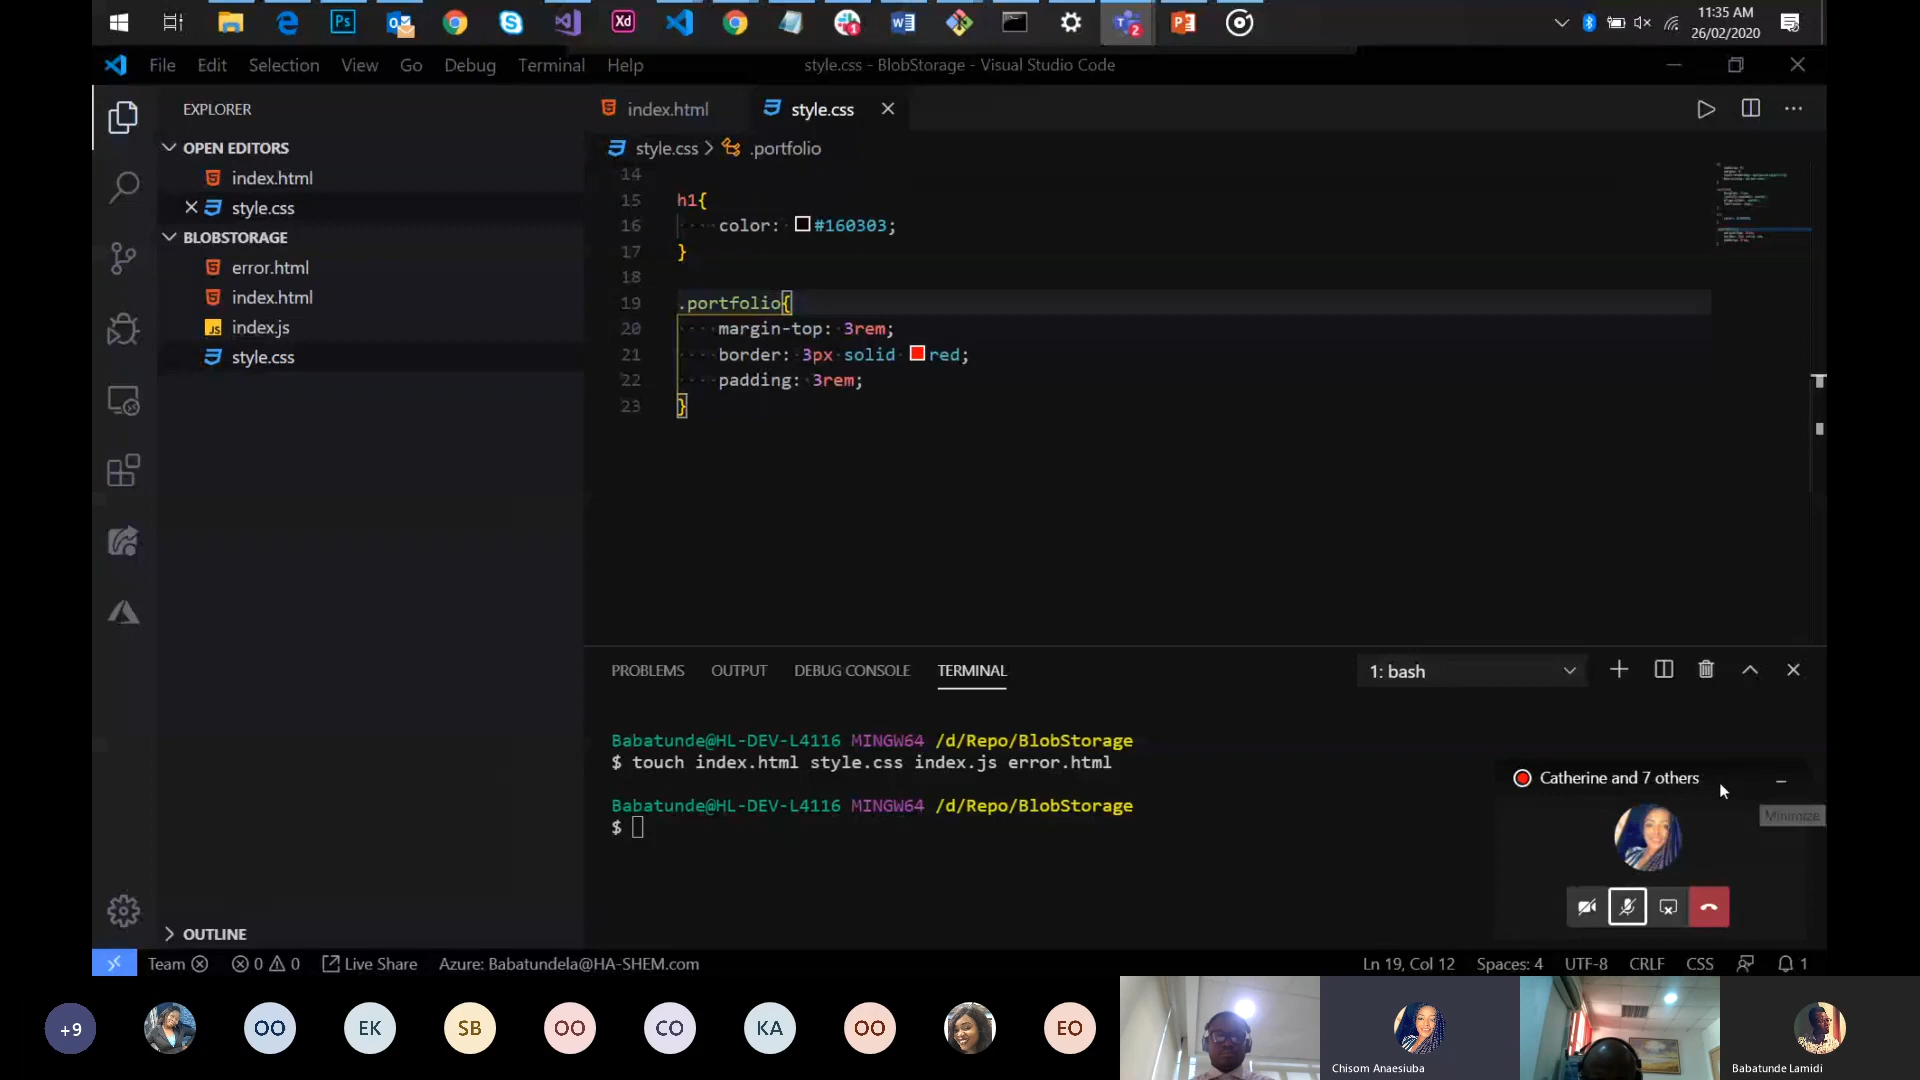 Ps
Xd
11:35 AM
26/02/2020
File Edit Selection View Go Debug Terminal Help
style.css - BlobStorage - Visual Studio Code
EXPLORER
index.html
style.css
OPEN EDITORS
style.css > .portfolio
index.html
style.css
BLOBSTORAGE
error.html
index.html
JS index.js
style.css
14
15 h1{
16 color: #160303;
17 }
18
19 .portfolio{
20 margin-top: 3rem;
21 border: 3px solid red;
22 padding: 3rem;
23 }
PROBLEMS OUTPUT DEBUG CONSOLE TERMINAL
1: bash
Babatunde@HL-DEV-L4116 MINGW64 /d/Repo/BlobStorage
$ touch index.html style.css index.js error.html
Babatunde@HL-DEV-L4116 MINGW64 /d/Repo/BlobStorage
$
Catherine and 7 others
Minimize
OUTLINE
Team 0 0 Live Share Azure: Babatundela@HA-SHEM.com
Ln 19, Col 12 Spaces: 4 UTF-8 CRLF CSS 1
+9
OO
EK
SB
OO
CO
KA
OO
EO
Chisom Anaesiuba
Babatunde Lamidi